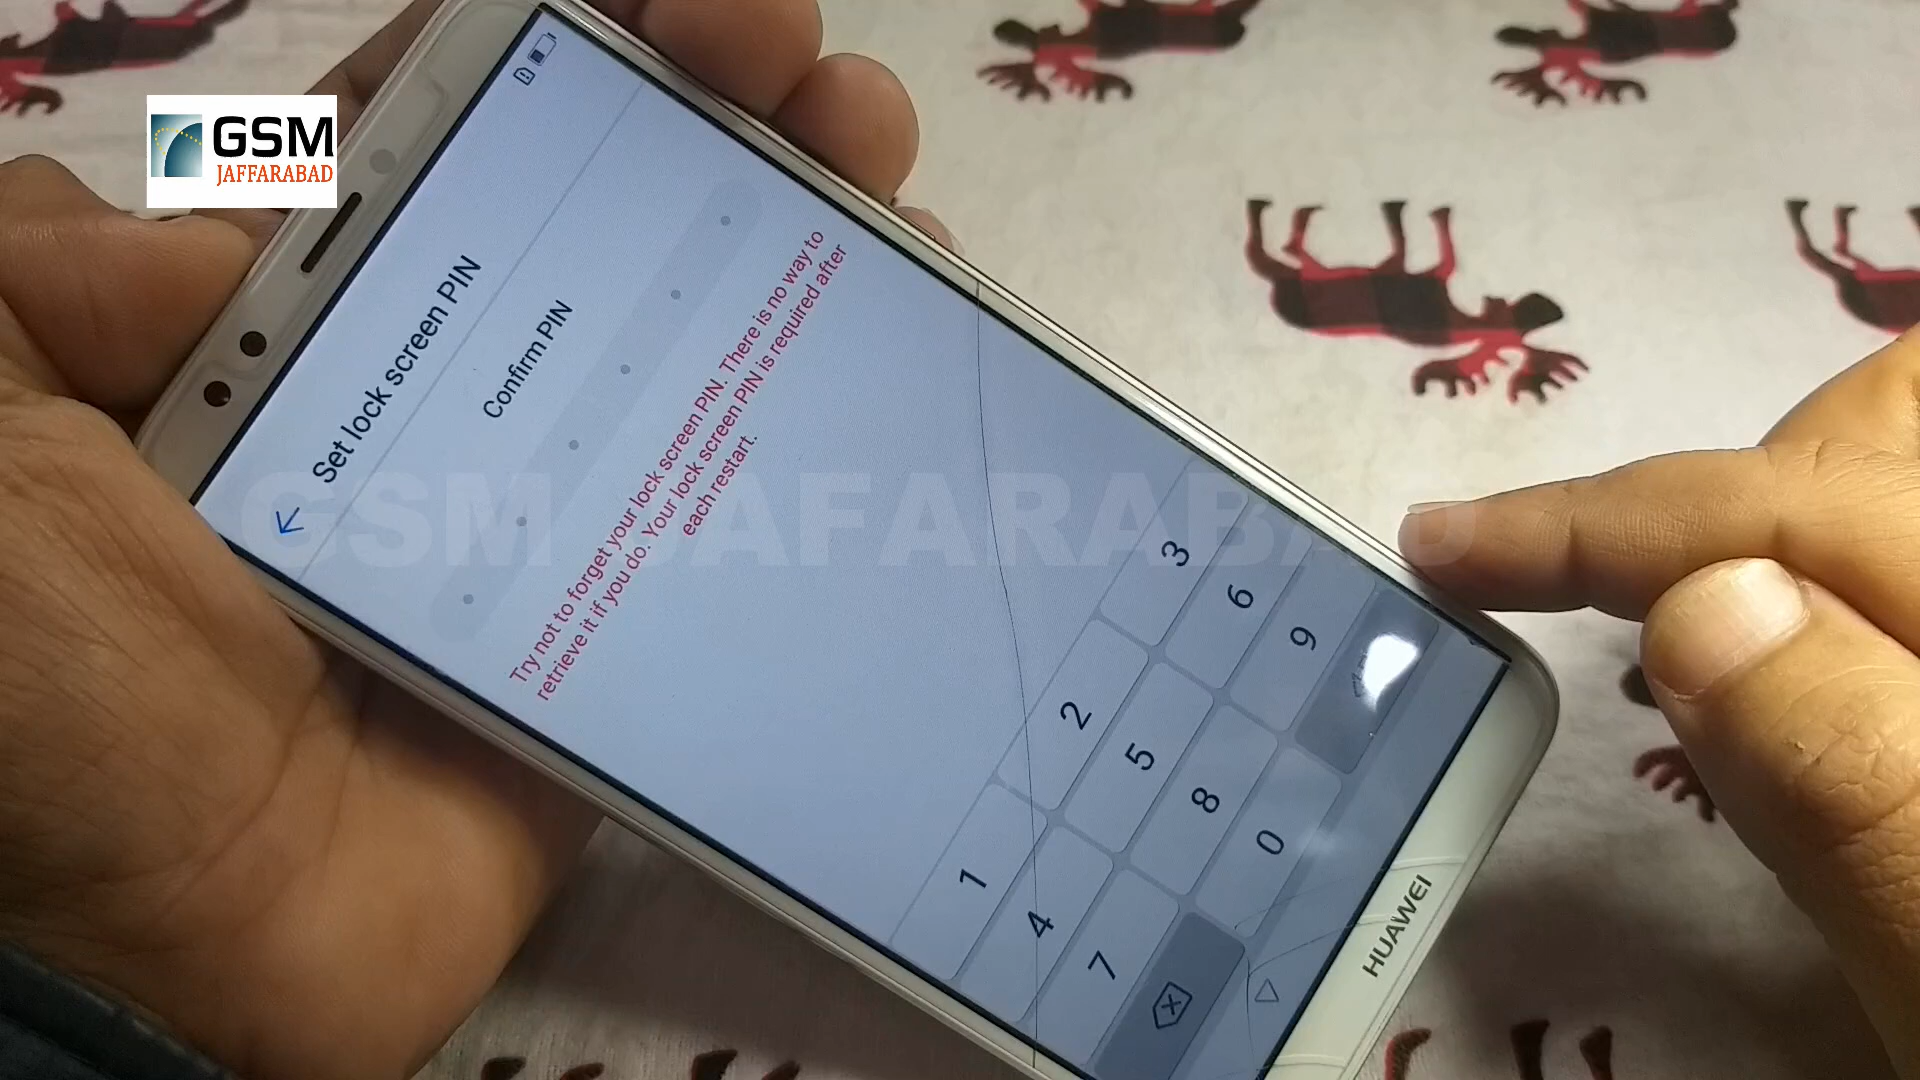 GSM
JAFFARABAD
Set lock screen PIN
Confirm PIN
Try not to forget your lock screen PIN. There is no way to
retrieve it if you do. Your lock screen PIN is required after
each restart.
GSM JAFARABAD
1 2 3
4 5 6
7 8 9
0
HUAWEI